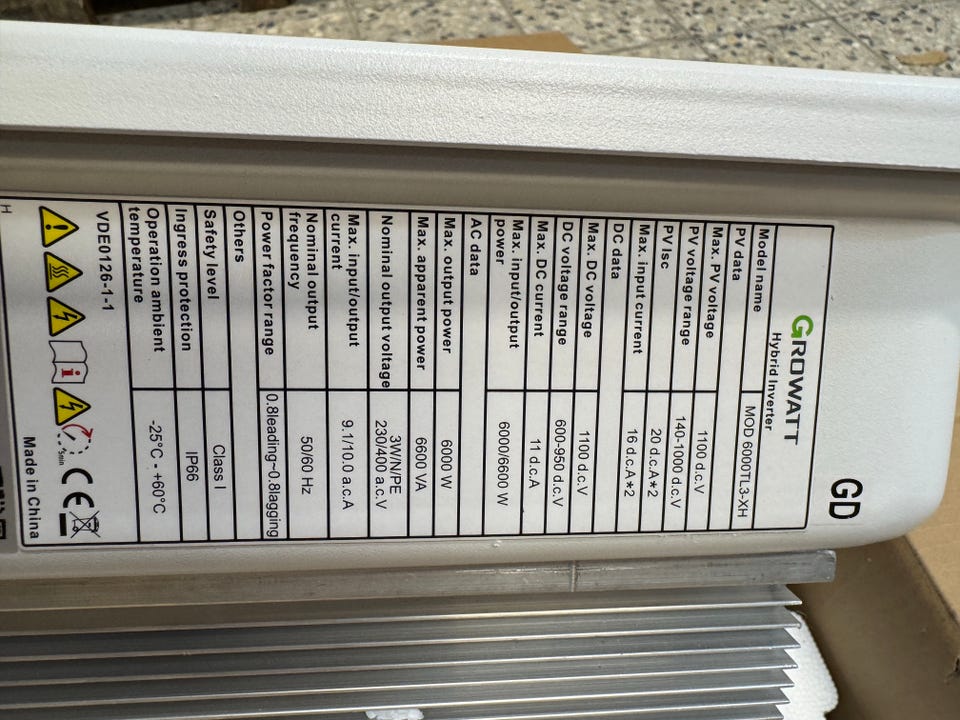 GD
GROWATT
Hybrid Inverter
Model name MOD 6000TL3-XH
PV data
Max. PV voltage 1100 d.c.V
PV voltage range 140-1000 d.c.V
PV Isc 20 d.c.A*2
Max. input current 16 d.c.A*2
DC data
Max. DC voltage 1100 d.c.V
DC voltage range 600-950 d.c.V
Max. DC current 11 d.c.A
Max. input/output
power 6000/6600 W
AC data
Max. output power 6000 W
Max. apparent power 6600 VA
Nominal output voltage 3W/N/PE
230/400 a.c.V
Max. input/output
current 9.1/10.0 a.c.A
Nominal output
frequency 50/60 Hz
Power factor range 0.8leading~0.8lagging
Others
Safety level Class I
Ingress protection IP66
Operation ambient
temperature -25°C - +60°C
VDE0126-1-1
5min
CE
Made in China